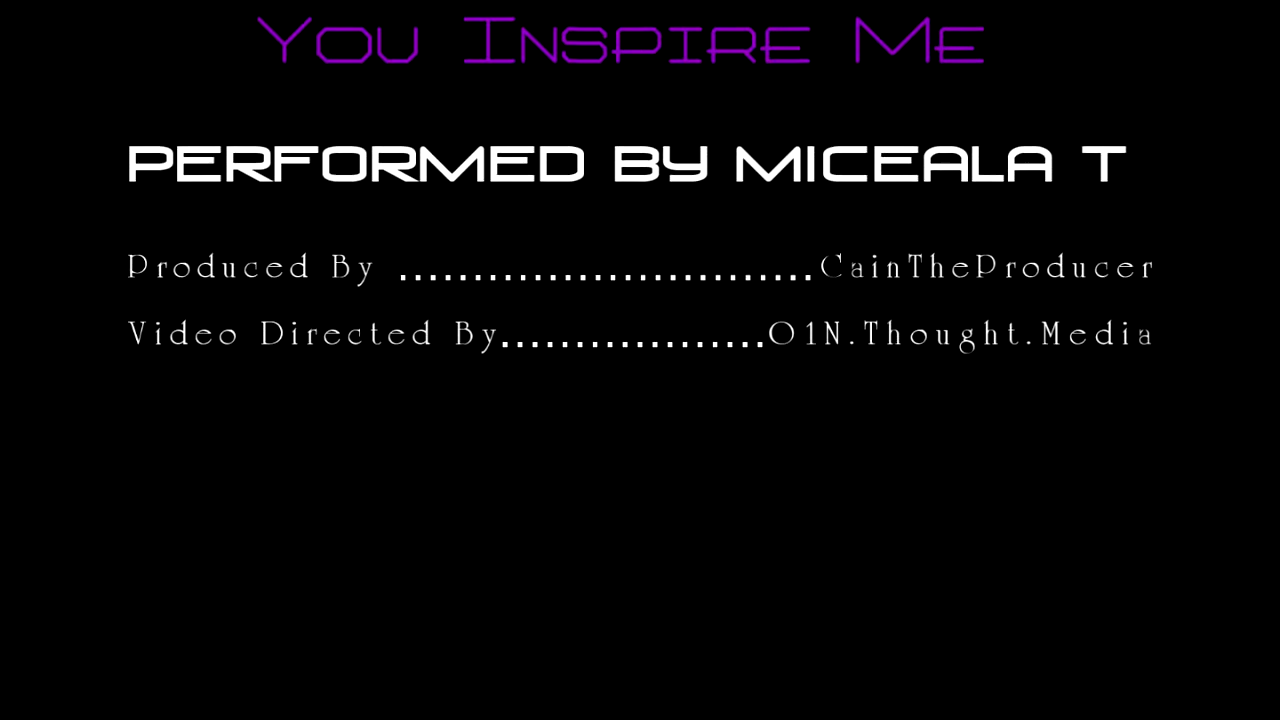 You Inspire Me
PERFORMED BY MICEALA T
Produced By ............................CainTheProducer
Video Directed By..................O1N.Thought.Media